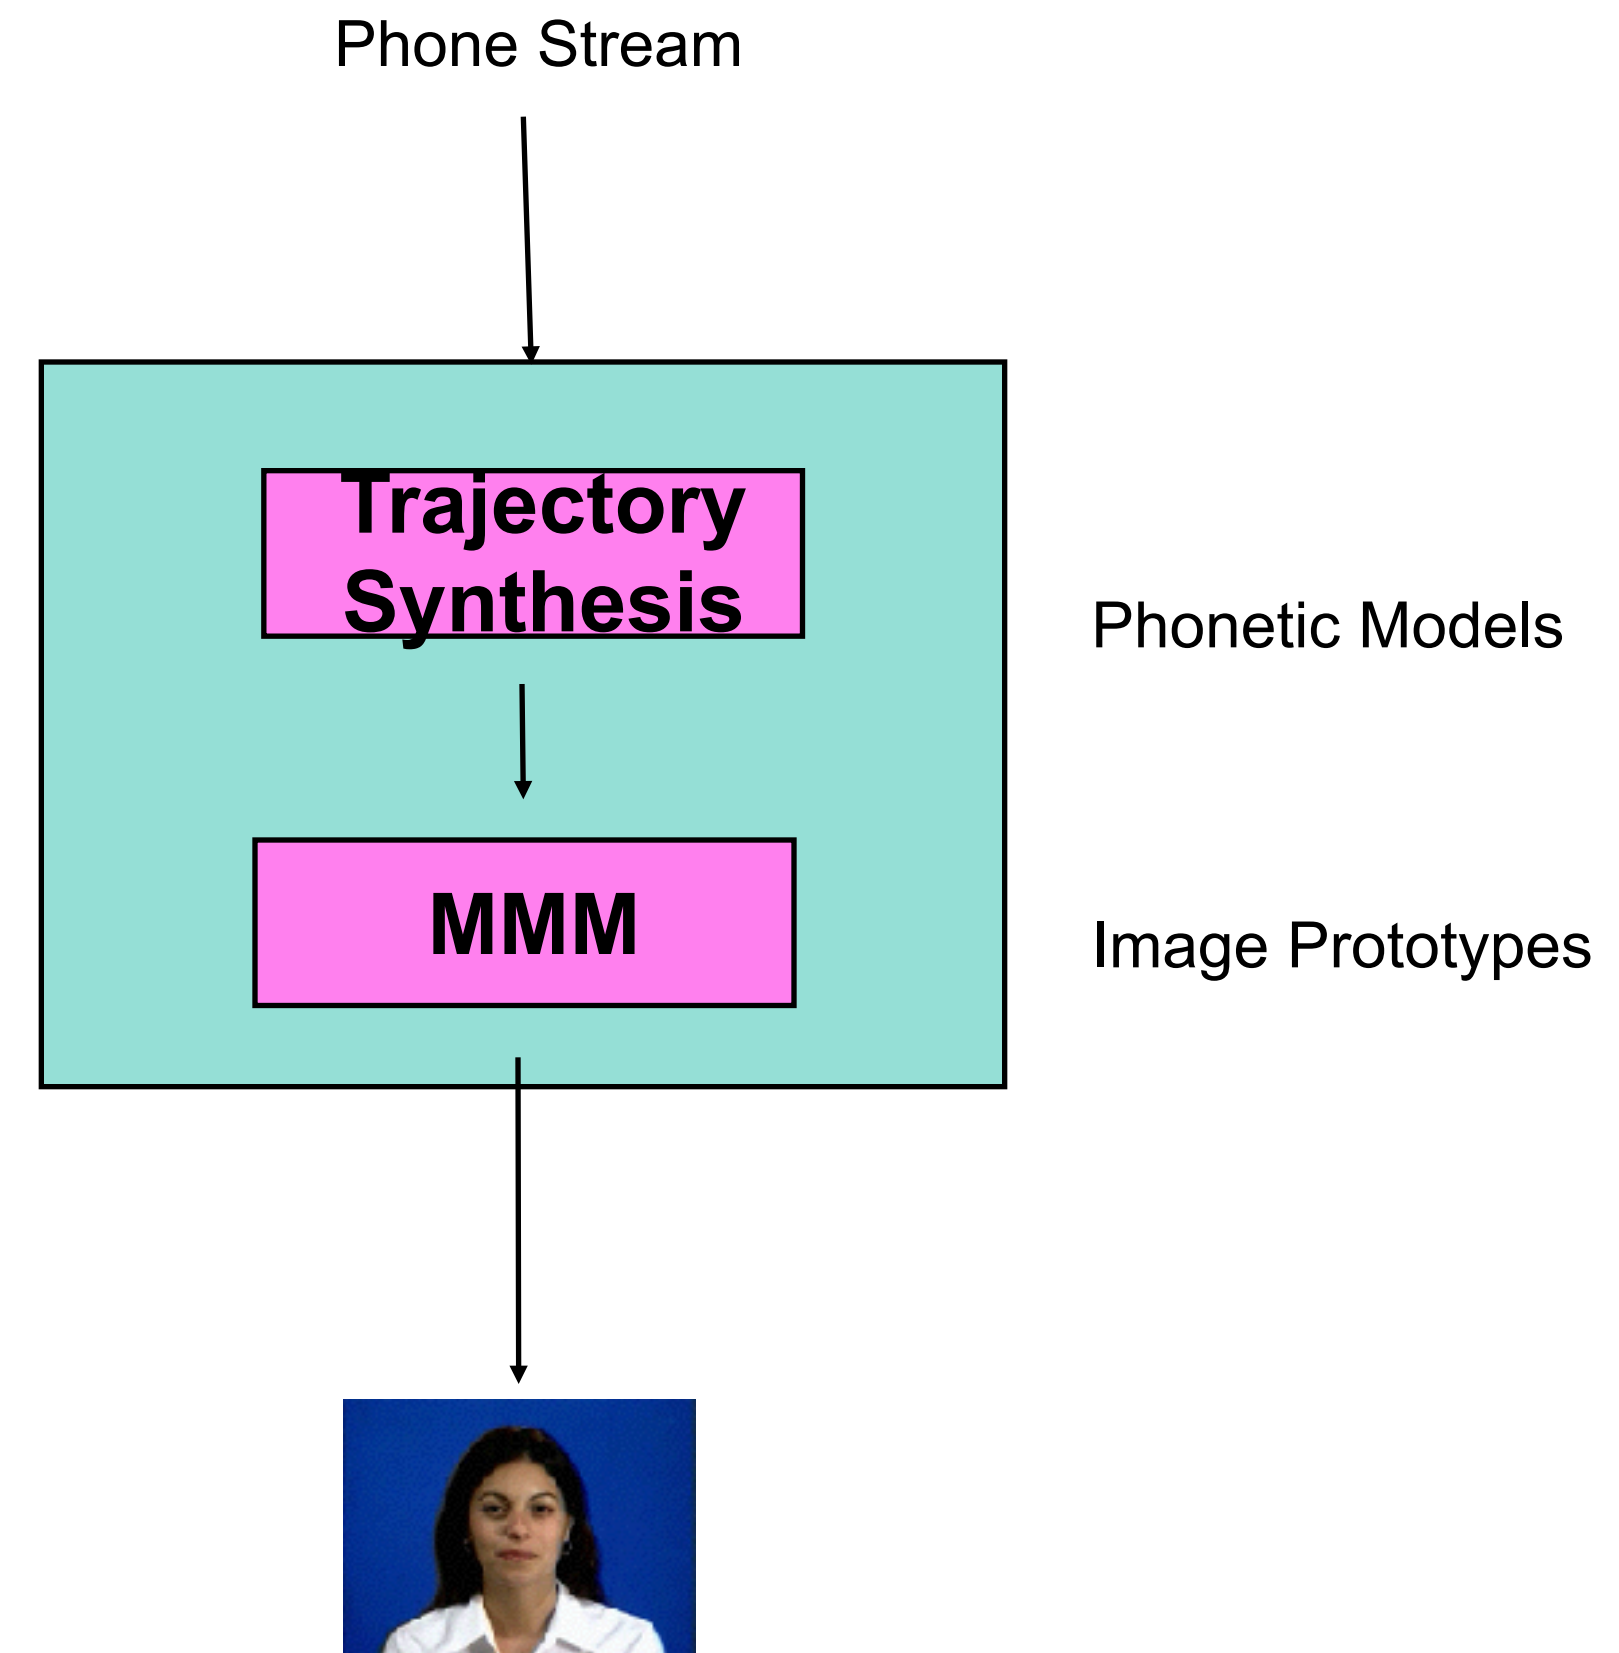 Phone Stream
Trajectory
Synthesis
Phonetic Models
MMM
Image Prototypes